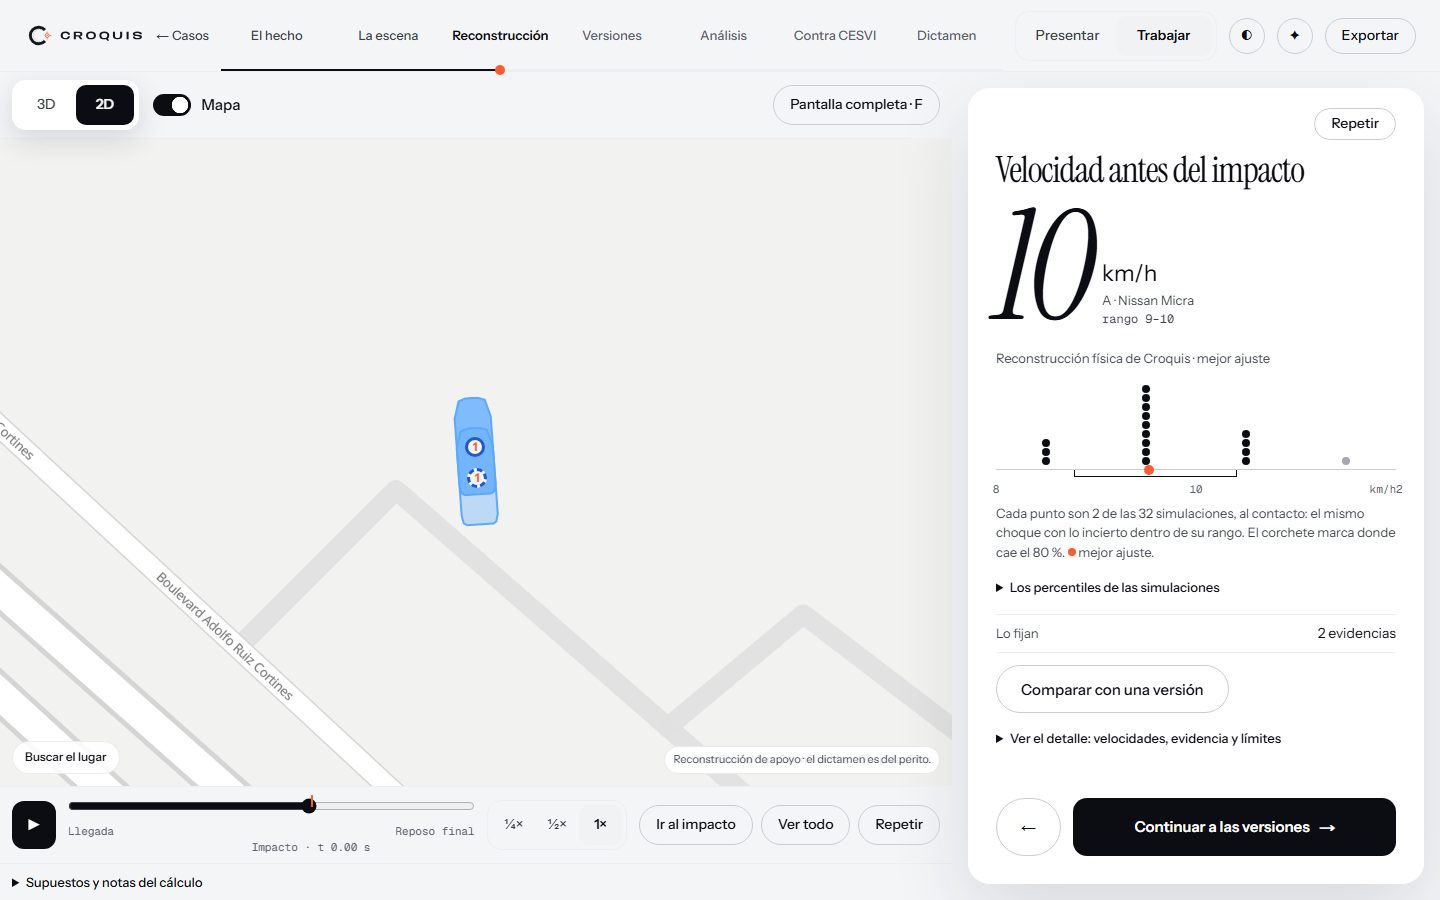 CROQUIS
← Casos
El hecho
La escena
Reconstrucción
Versiones
Análisis
Contra CESVI
Dictamen
Presentar
Trabajar
Exportar
3D
2D
Mapa
Pantalla completa · F
Repetir
Velocidad antes del impacto
10
km/h
A · Nissan Micra
rango 9–10
Reconstrucción física de Croquis · mejor ajuste
8
10
km/h2
Cada punto son 2 de las 32 simulaciones, al contacto: el mismo
choque con lo incierto dentro de su rango. El corchete marca donde
cae el 80 %. mejor ajuste.
Los percentiles de las simulaciones
Lo fijan
2 evidencias
Comparar con una versión
Ver el detalle: velocidades, evidencia y límites
←
Continuar a las versiones →
1
1
Cortines
Boulevard Adolfo Ruiz Cortines
Buscar el lugar
Reconstrucción de apoyo · el dictamen es del perito.
Llegada
Reposo final
Impacto · t 0.00 s
¼×
½×
1×
Ir al impacto
Ver todo
Repetir
Supuestos y notas del cálculo